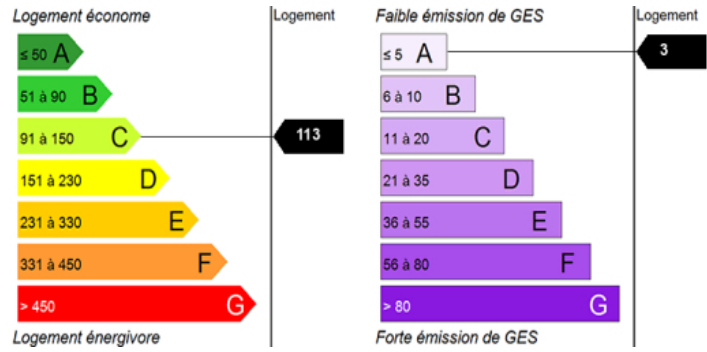 Logement économe
Logement
≤ 50 A
51 à 90 B
91 à 150 C
113
151 à 230 D
231 à 330 E
331 à 450 F
> 450 G
Logement énergivore
Faible émission de GES
Logement
≤ 5 A
3
6 à 10 B
11 à 20 C
21 à 35 D
36 à 55 E
56 à 80 F
> 80 G
Forte émission de GES